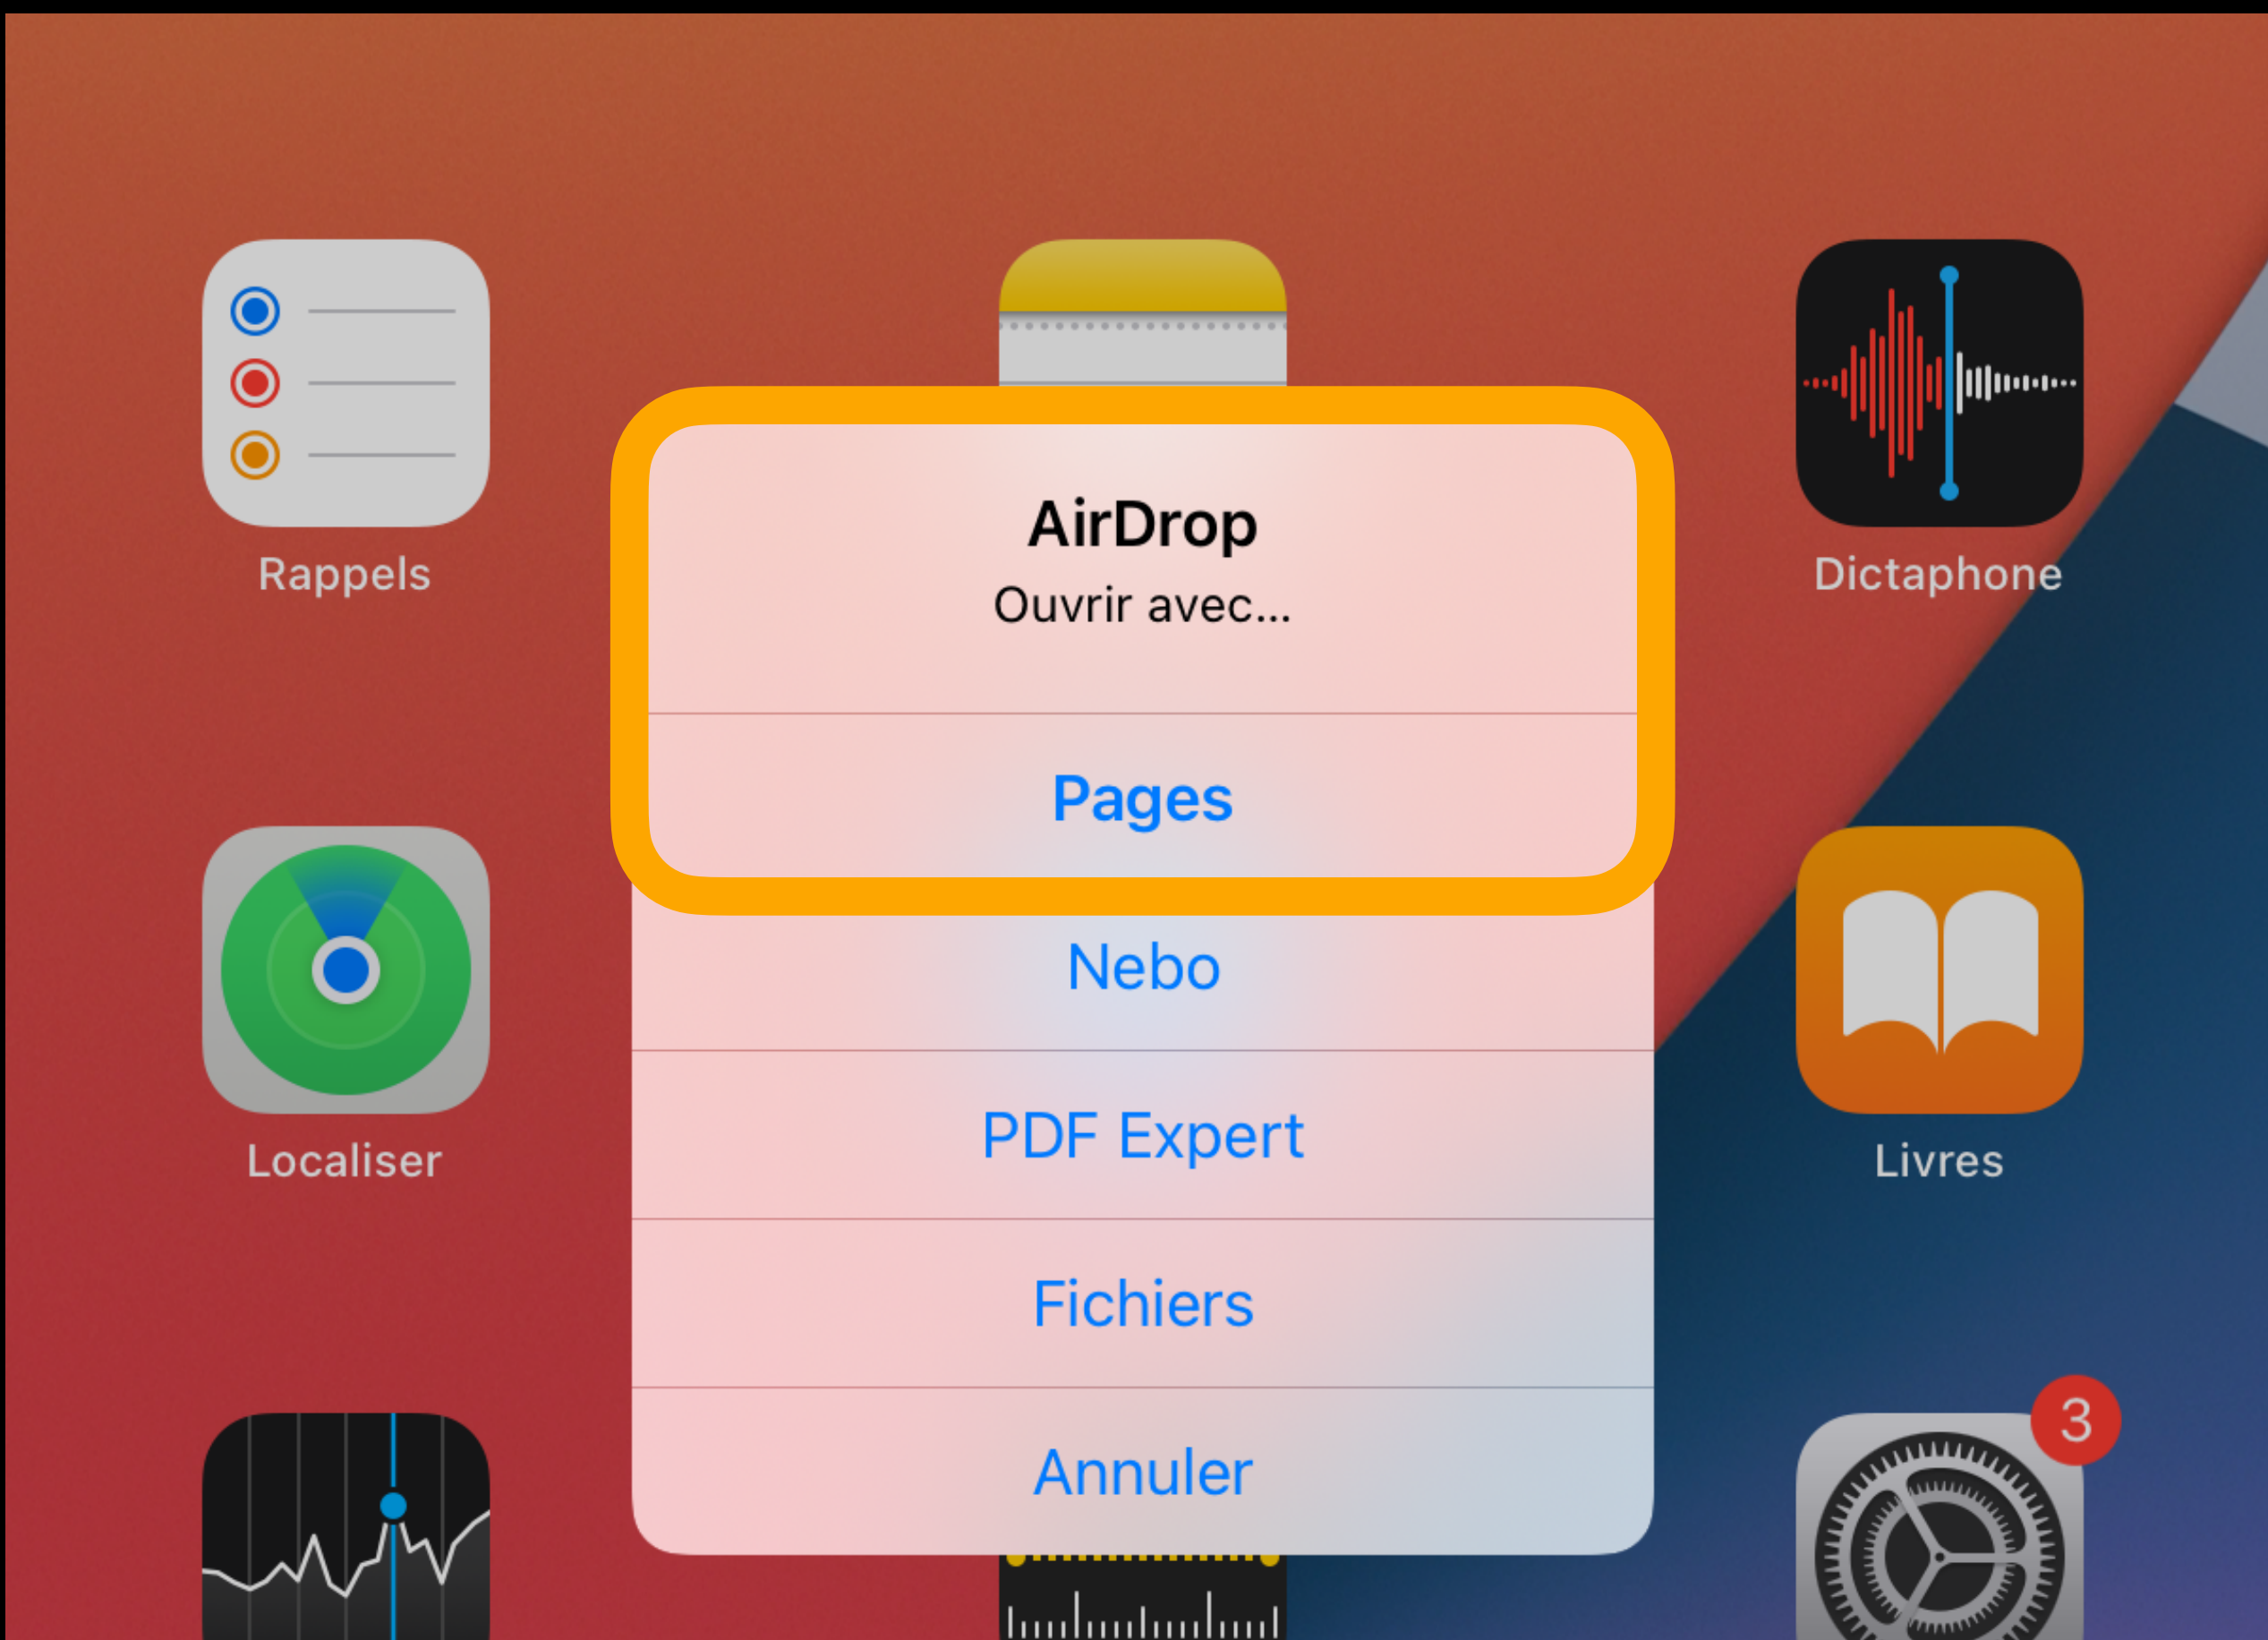 AirDrop
Ouvrir avec...
Pages
Nebo
PDF Expert
Fichiers
Annuler
Rappels
Dictaphone
Localiser
Livres
3